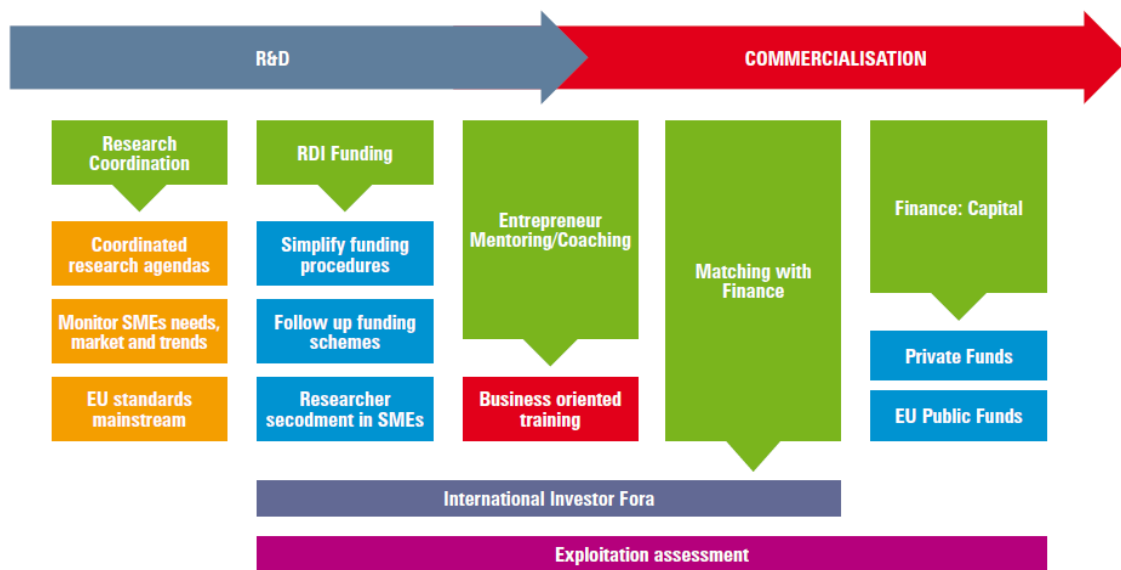 R&D
COMMERCIALISATION
Research
Coordination
Coordinated
research agendas
Monitor SMEs needs,
market and trends
EU standards
mainstream
RDI Funding
Simplify funding
procedures
Follow up funding
schemes
Researcher
secodment in SMEs
Entrepreneur
Mentoring/Coaching
Business oriented
training
Matching with
Finance
Finance: Capital
Private Funds
EU Public Funds
International Investor Fora
Exploitation assessment